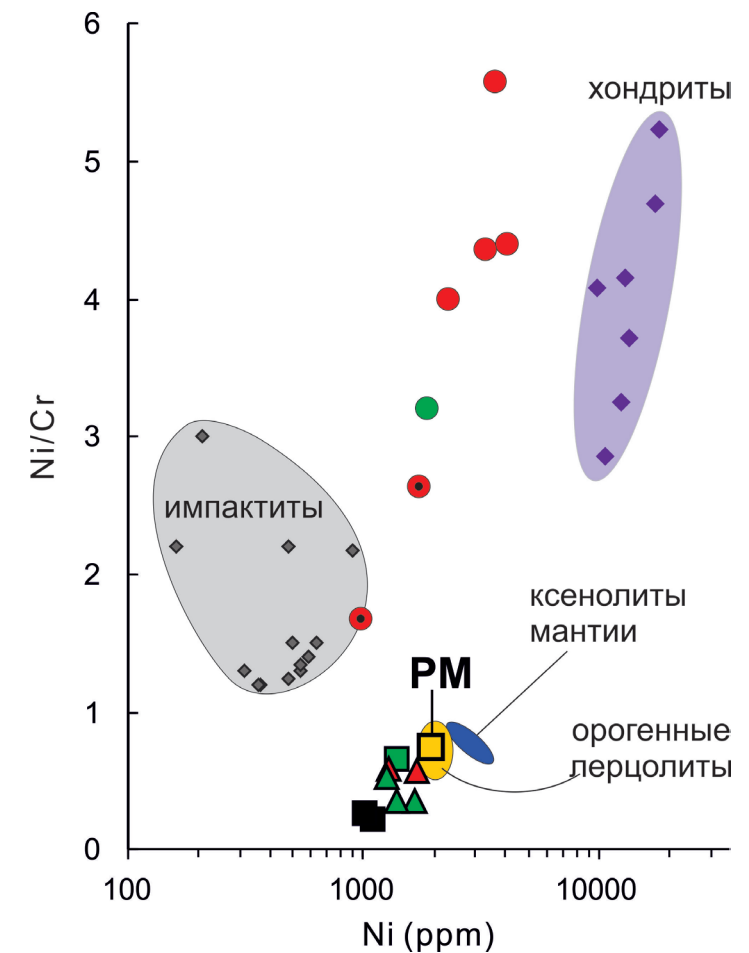 6
хондриты
5
4
3
Ni/Cr
импактиты
2
ксенолиты
мантии
PM
1
орогенные
лерцолиты
0
100
1000
10000
Ni (ppm)